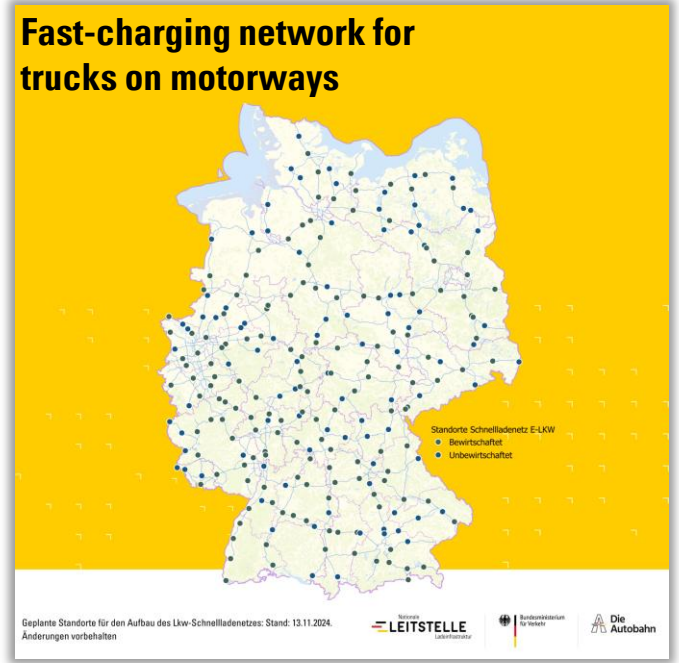 Fast-charging network for
trucks on motorways
Standorte Schnellladenetz E-LKW
Bewirtschaftet
Unbewirtschaftet
Geplante Standorte für den Aufbau des Lkw-Schnellladenetzes: Stand: 13.11.2024.
Änderungen vorbehalten
Nationale
LEITSTELLE
Ladeinfrastruktur
Bundesministerium
für Verkehr
Die
Autobahn